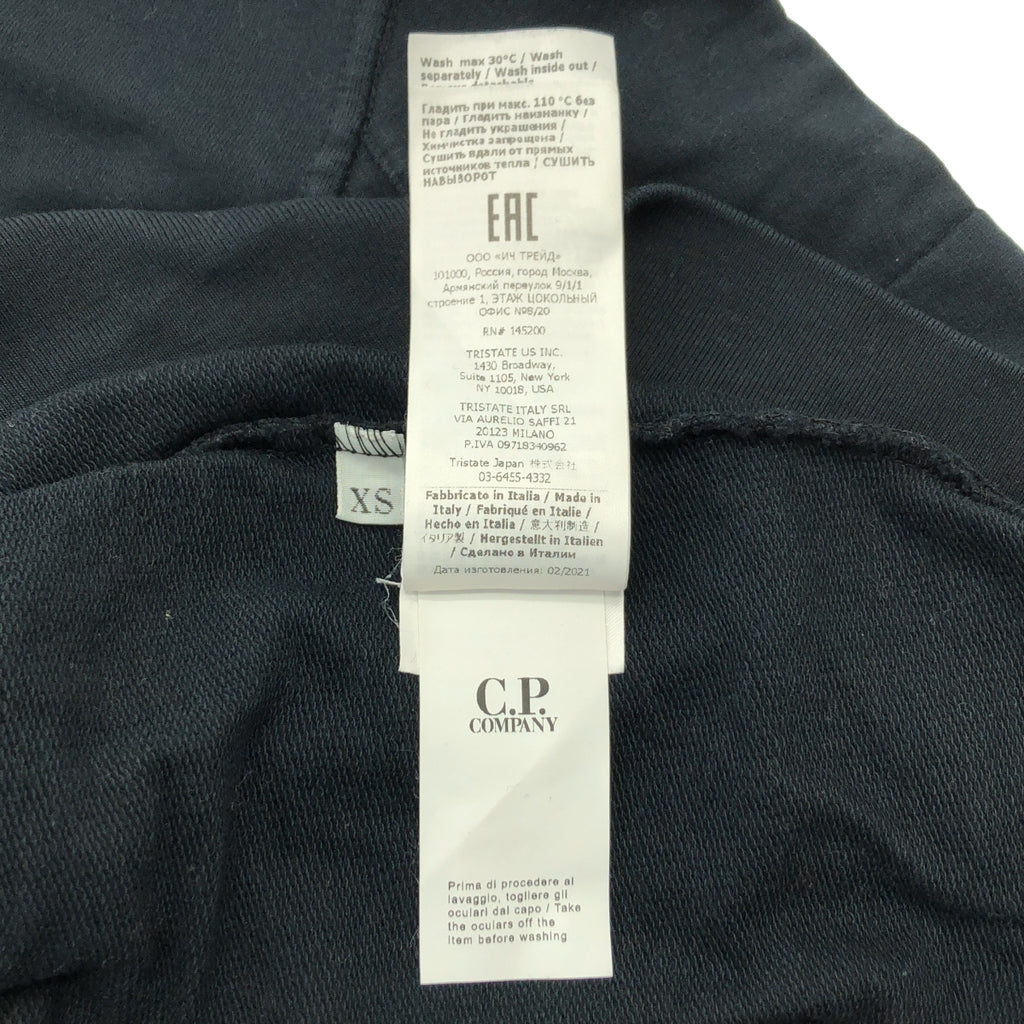 Wash max 30°C / Wash
separately / Wash inside out /
Гладить при макс. 110 °C без
пара / Гладить наизнанку /
Не гладить украшения /
Химчистка запрещена /
Сушить вдали от прямых
источников тепла / СУШИТЬ
НАВЫВОРОТ
EAC
ООО «ИЧ ТРЕЙД»
101000, Россия, город Москва,
Армянский переулок 9/1/1
строение 1, ЭТАЖ ЦОКОЛЬНЫЙ
ОФИС №8/20
RN# 145200
TRISTATE US INC.
1430 Broadway,
Suite 1105, New York
NY 10018, USA
TRISTATE ITALY SRL
VIA AURELIO SAFFI 21
20123 MILANO
P.IVA 09718340962
Tristate Japan 株式会社
03-6455-4332
Fabbricato in Italia / Made in
Italy / Fabriqué en Italie /
Hecho en Italia / 意大利制造 /
イタリア製 / Hergestellt in Italien
/ Сделано в Италии
Дата изготовления: 02/2021
XS
C.P.
COMPANY
Prima di procedere al
lavaggio, togliere gli
oculari dal capo / Take
the oculars off the
item before washing